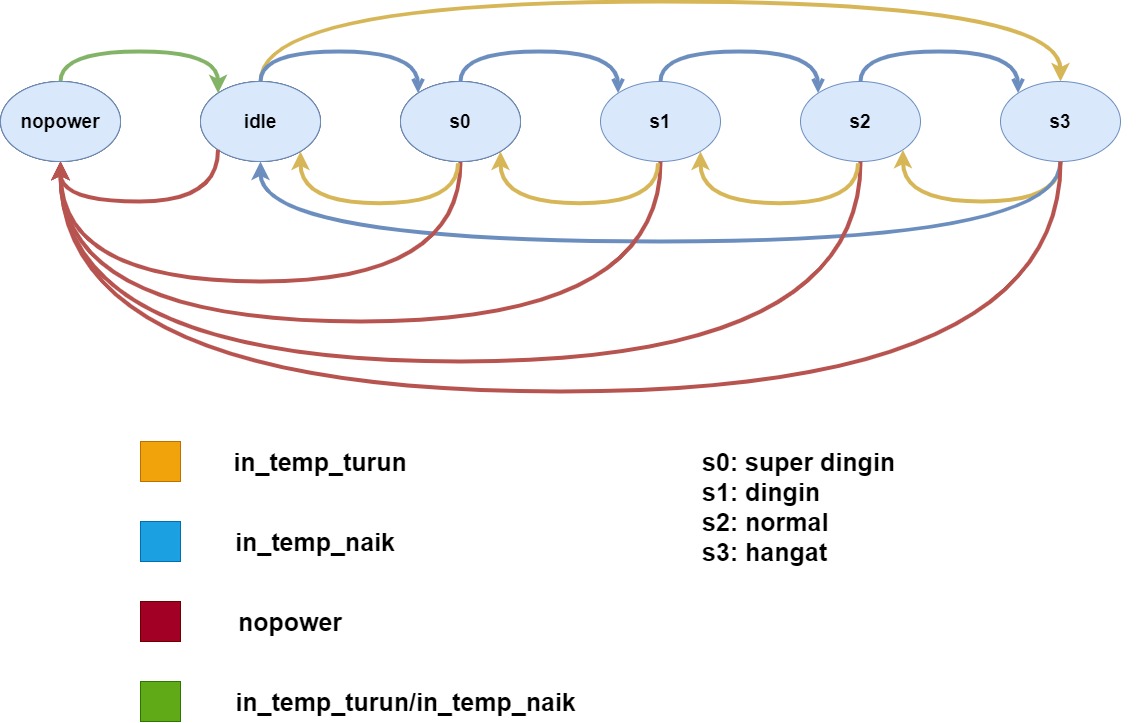 nopower
idle
s0
s1
s2
s3
in_temp_turun
in_temp_naik
nopower
in_temp_turun/in_temp_naik
s0: super dingin
s1: dingin
s2: normal
s3: hangat